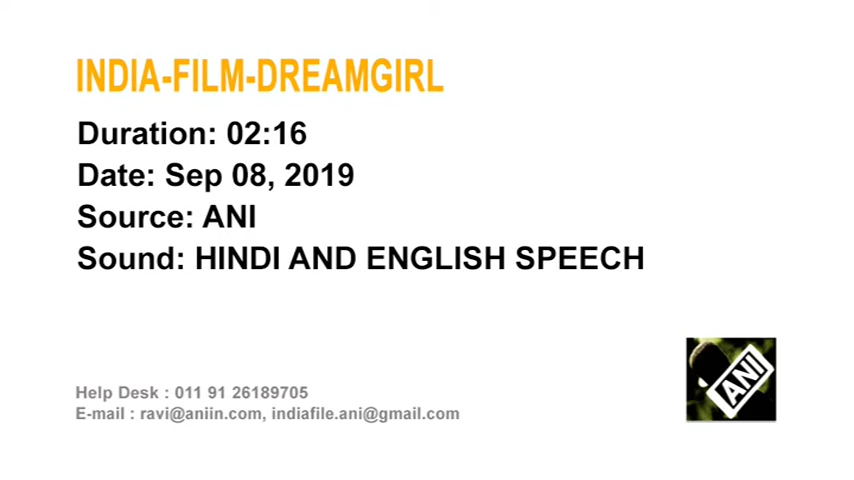 INDIA-FILM-DREAMGIRL
Duration: 02:16
Date: Sep 08, 2019
Source: ANI
Sound: HINDI AND ENGLISH SPEECH
Help Desk : 011 91 26189705
E-mail : ravi@aniin.com, indiafile.ani@gmail.com
ANI